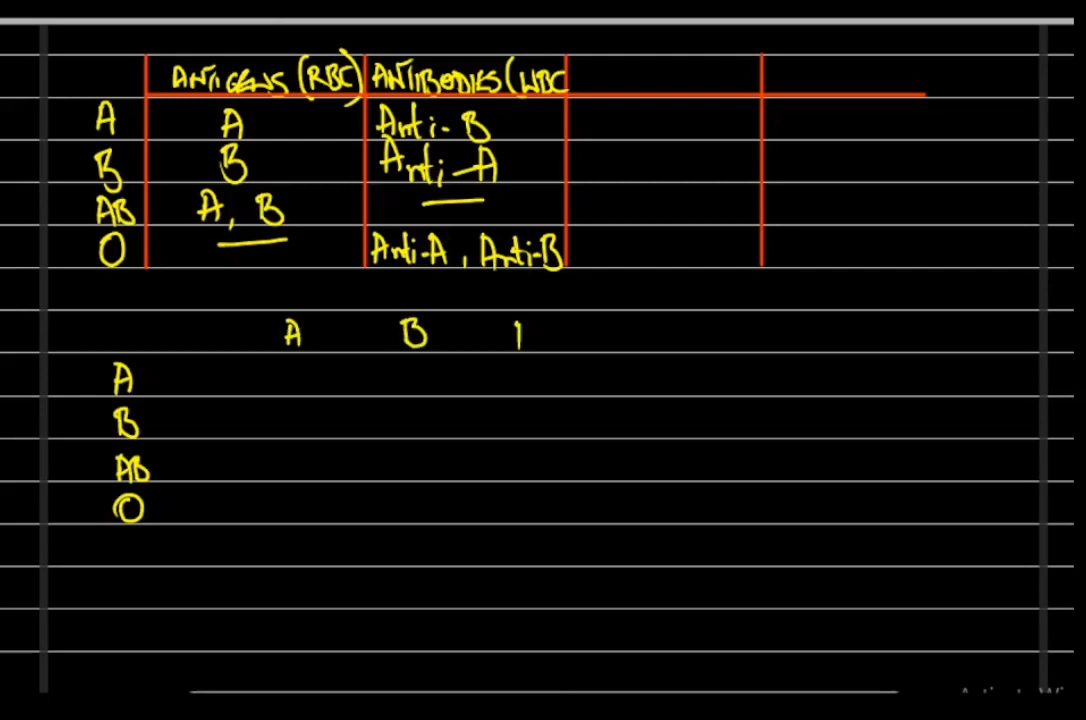 ANTIGENS (RBC) ANTIBODIES (WBC
A A Anti-B
B B Anti-A
AB A, B
O Anti-A, Anti-B
A B
A
B
AB
O